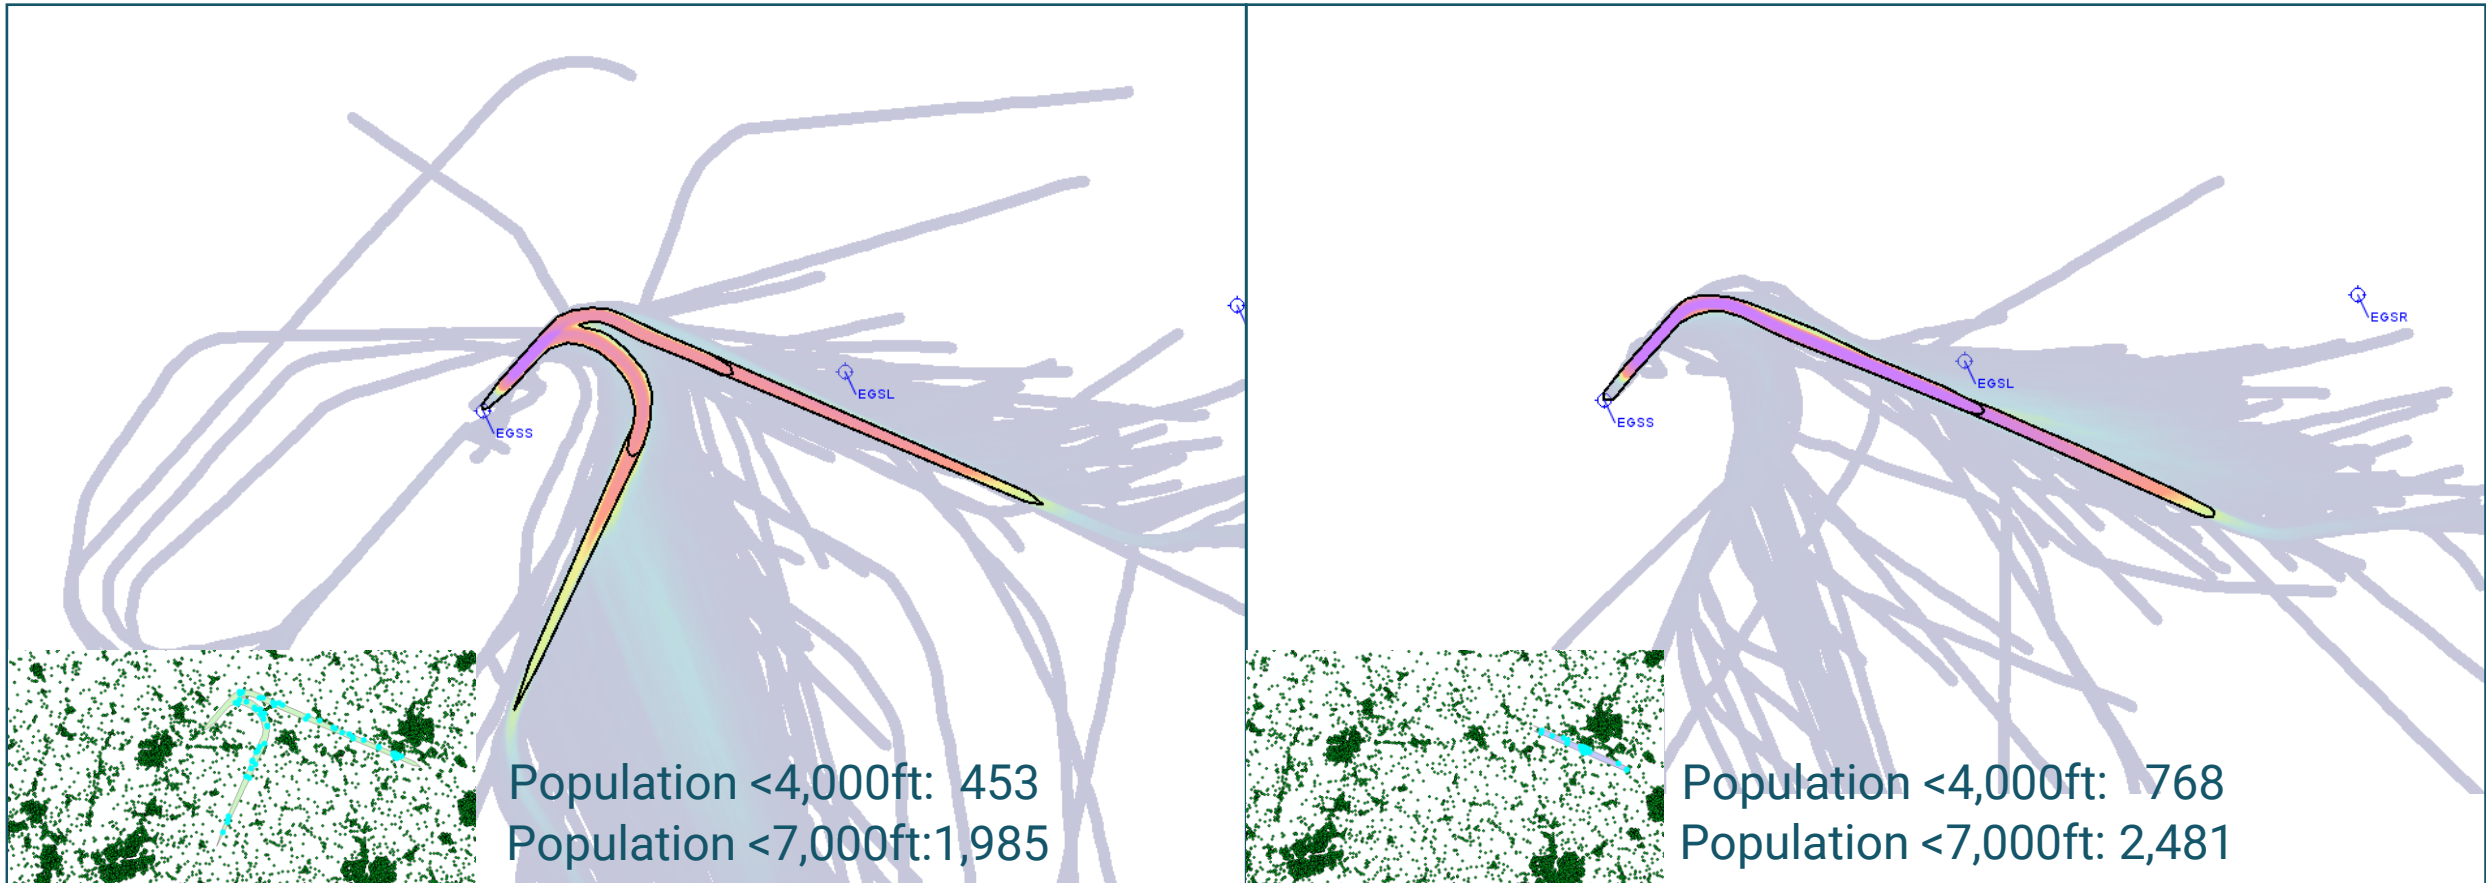 EGSL
EGSS
Population <4,000ft: 453
Population <7,000ft:1,985
EGSR
EGSL
EGSS
Population <4,000ft: 768
Population <7,000ft: 2,481